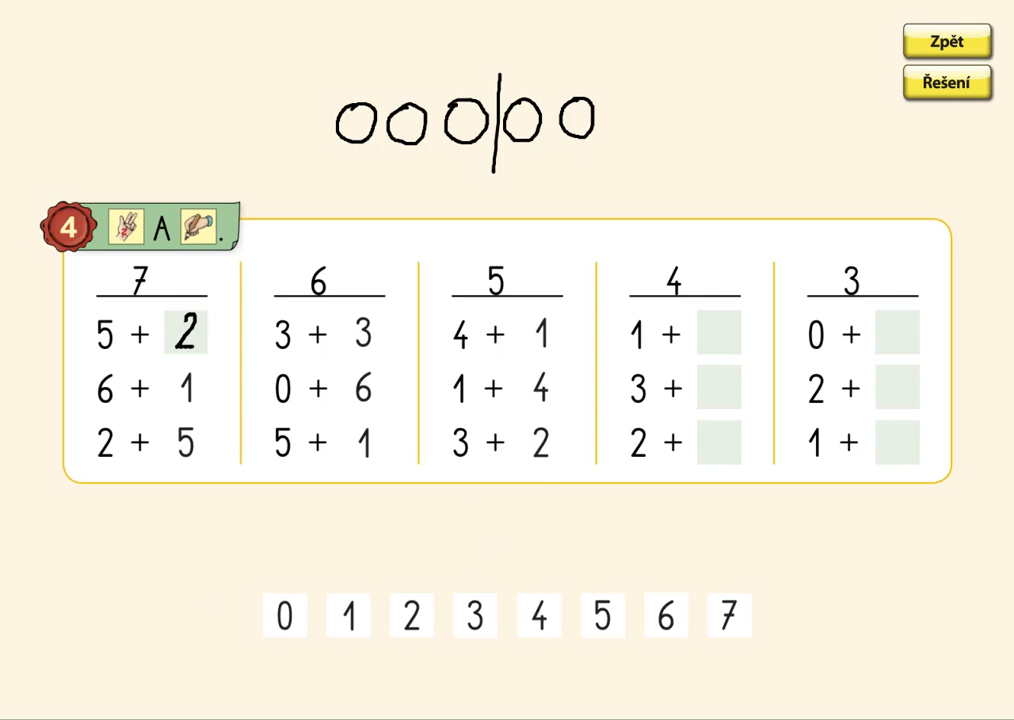 Zpět
Řešení
4 A .
7 6 5 4 3
5 + 2 3 + 3 4 + 1 1 + 0 +
6 + 1 0 + 6 1 + 4 3 + 2 +
2 + 5 5 + 1 3 + 2 2 + 1 +
0 1 2 3 4 5 6 7